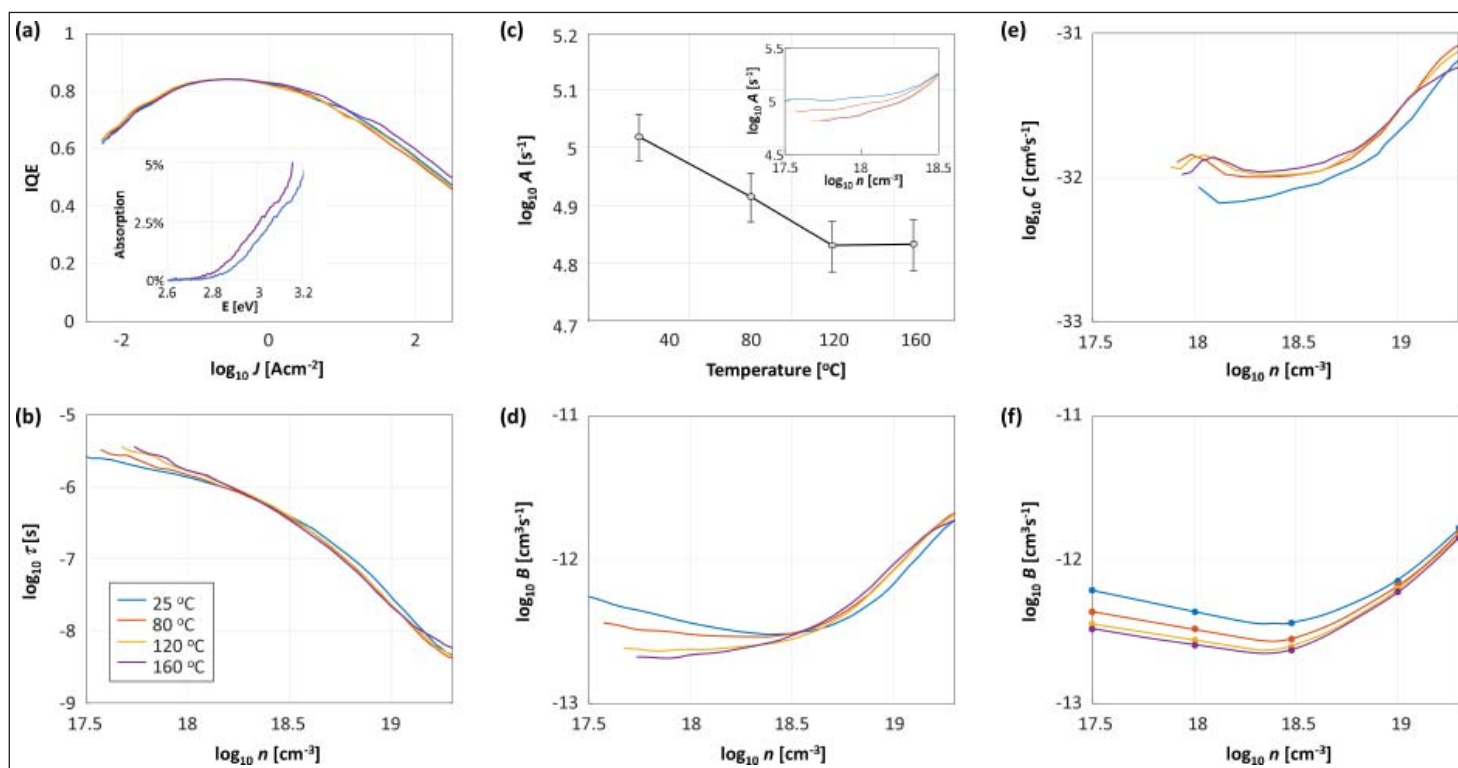 (a)
1
0.8
0.6
0.4
0.2
0
IQE
-2
0
2
log₁₀ J [Acm⁻²]
5%
2.5%
0%
Absorption
2.6
2.8
3
3.2
E [eV]
(b)
-5
-6
-7
-8
-9
log₁₀ τ [s]
25 °C
80 °C
120 °C
160 °C
17.5
18
18.5
19
log₁₀ n [cm⁻³]
(c)
5.2
5.1
5
4.9
4.8
4.7
log₁₀ A [s⁻¹]
40
80
120
160
Temperature [°C]
5.5
5
4.5
log₁₀ A [s⁻¹]
17.5
18
18.5
log₁₀ n [cm⁻³]
(d)
-11
-12
-13
log₁₀ B [cm³s⁻¹]
17.5
18
18.5
19
log₁₀ n [cm⁻³]
(e)
-31
-32
-33
log₁₀ C [cm⁶s⁻¹]
17.5
18
18.5
19
log₁₀ n [cm⁻³]
(f)
-11
-12
-13
log₁₀ B [cm³s⁻¹]
17.5
18
18.5
19
log₁₀ n [cm⁻³]